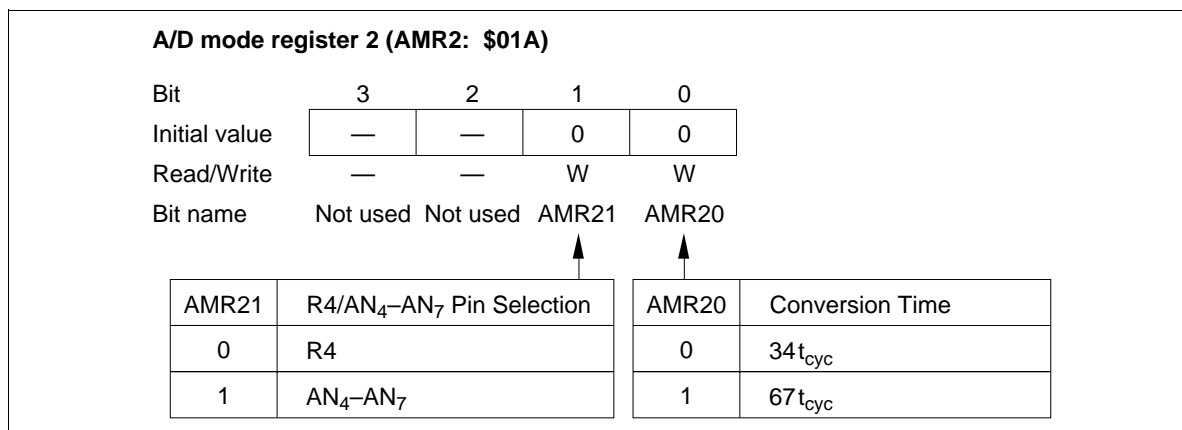 A/D mode register 2 (AMR2: $01A)
Bit 3 2 1 0
Initial value — — 0 0
Read/Write — — W W
Bit name Not used Not used AMR21 AMR20
AMR21 R4/AN4–AN7 Pin Selection AMR20 Conversion Time
0 R4 0 34tcyc
1 AN4–AN7 1 67tcyc